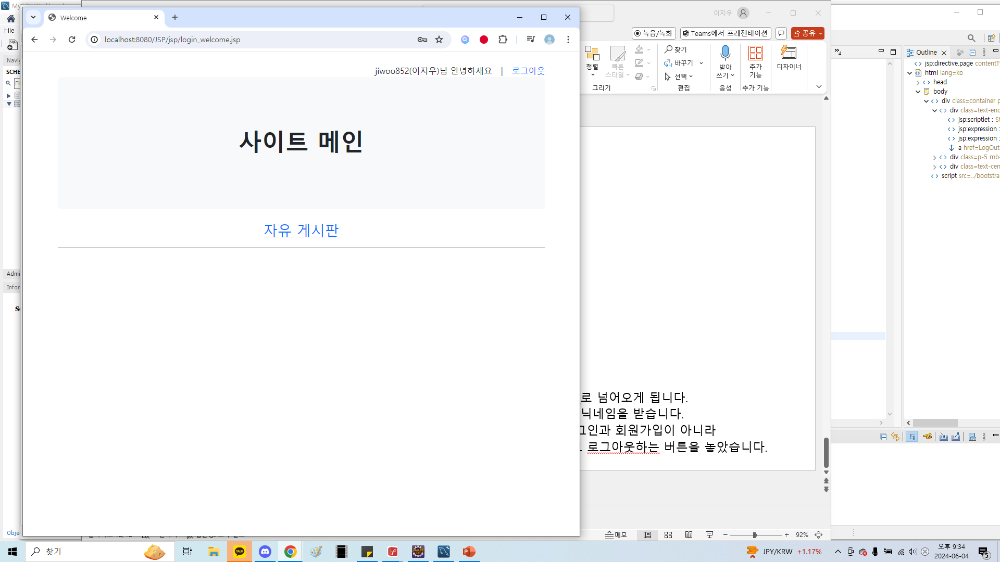 Welcome
localhost:8080/JSP/jsp/login_welcome.jsp
jiwoo852(이지우)님 안녕하세요 | 로그아웃
사이트 메인
자유 게시판
File
SCHE
Admi
Infor
Obje
이지우
녹음/녹화
Teams에서 프레젠테이션
공유
정렬
빠른
스타일
그리기
찾기
바꾸기
선택
편집
받아
쓰기
음성
추가
기능
추가 기능
디자이너
로 넘어오게 됩니다.
닉네임을 받습니다.
그인과 회원가입이 아니라
로그아웃하는 버튼을 놓았습니다.
메모
92%
4
Outline
jsp:directive.page contentT
html lang=ko
head
body
div class=container p
div class=text-end
jsp:scriptlet : St
jsp:expression :
jsp:expression :
a href=LogOut
div class=p-5 mb-
div class=text-cen
script src=../bootstra
찾기
TALK
JPY/KRW +1.17%
오후 9:34
2024-06-04
5